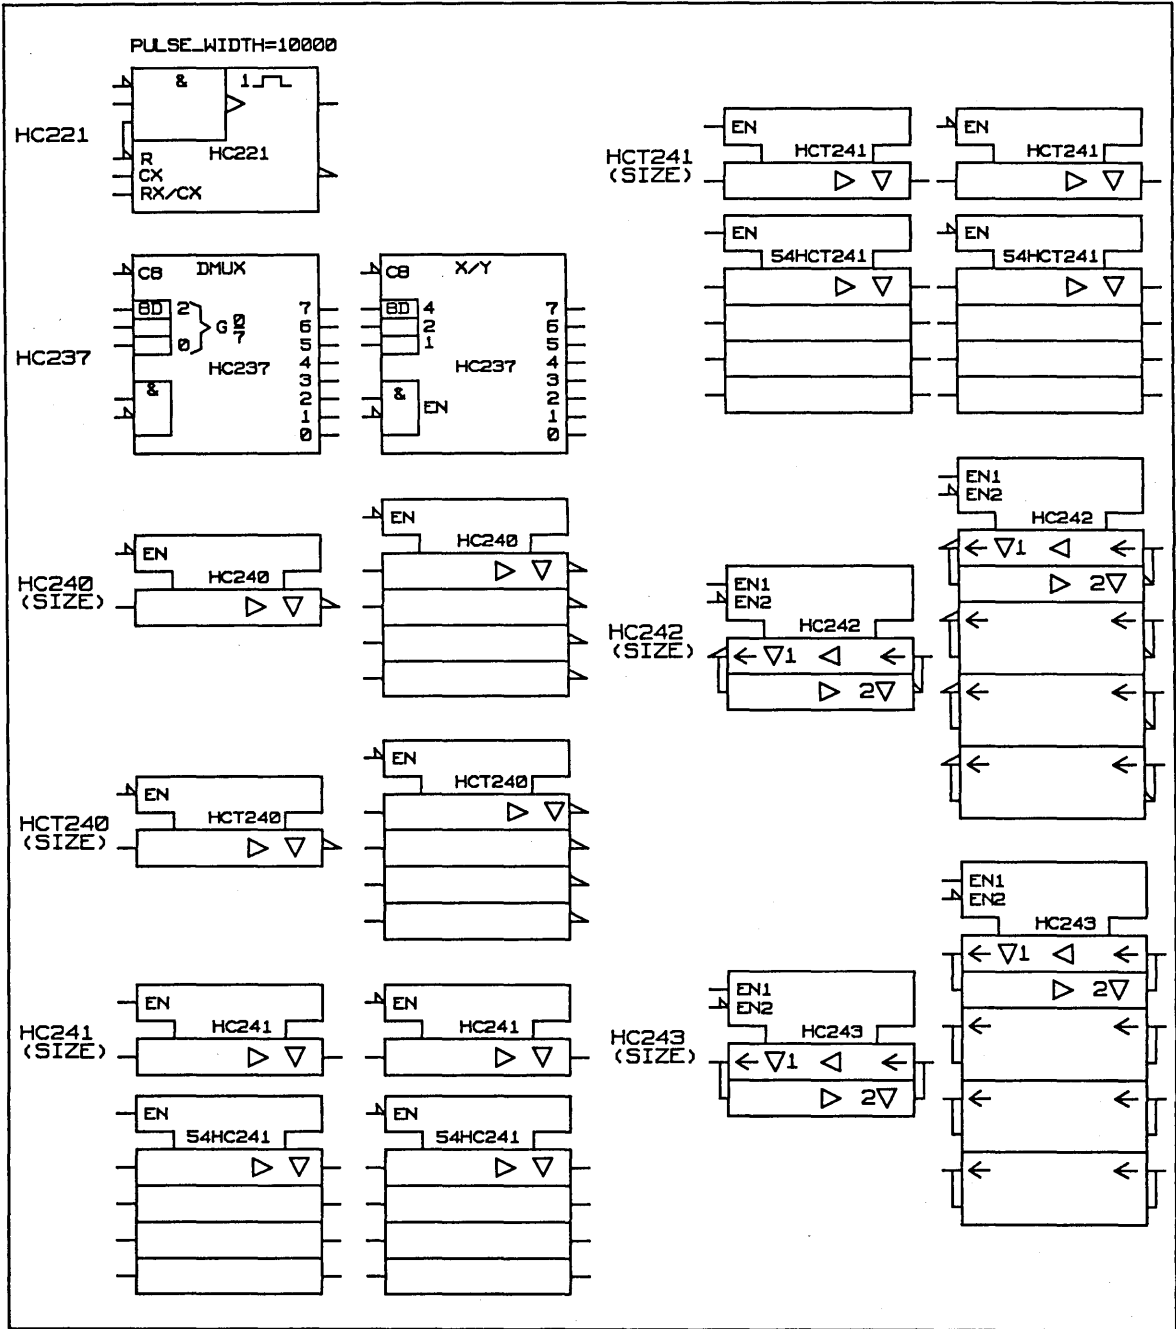 PULSE_WIDTH=10000
& 1
HC221
HC221
R
CX
RX/CX
HC237
C8 DMUX
8D 2
0
G 0/7
HC237
&
7
6
5
4
3
2
1
0
C8 X/Y
8D 4
2
1
HC237
& EN
7
6
5
4
3
2
1
0
HC240
(SIZE)
EN
HC240
EN
HC240
HCT240
(SIZE)
EN
HCT240
EN
HCT240
HC241
(SIZE)
EN
HC241
EN
HC241
EN
54HC241
EN
54HC241
HCT241
(SIZE)
EN
HCT241
EN
HCT241
EN
54HCT241
EN
54HCT241
HC242
(SIZE)
EN1
EN2
HC242
1
2
EN1
EN2
HC242
1
2
HC243
(SIZE)
EN1
EN2
HC243
1
2
EN1
EN2
HC243
1
2